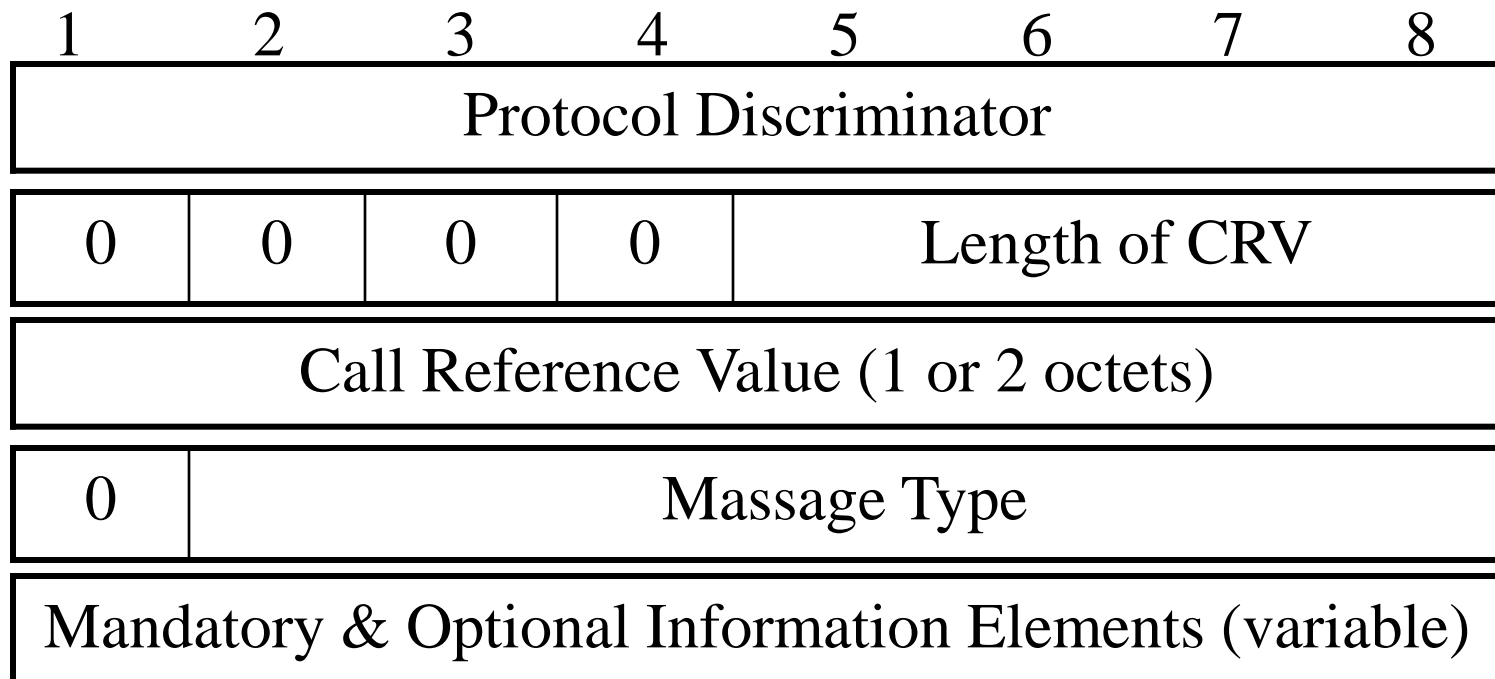 1 2 3 4 5 6 7 8
Protocol Discriminator
0 0 0 0 Length of CRV
Call Reference Value (1 or 2 octets)
0 Massage Type
Mandatory & Optional Information Elements (variable)